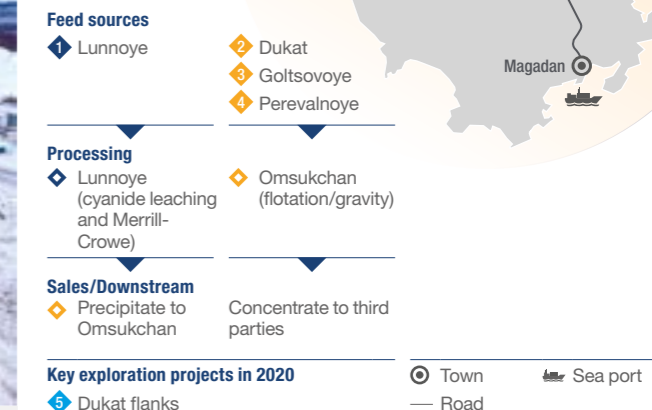 Feed sources
1 Lunnoye
2 Dukat
3 Goltsovoye
4 Perevalnoye
Magadan
Processing
Lunnoye
(cyanide leaching
and Merrill-
Crowe)
Omsukchan
(flotation/gravity)
Sales/Downstream
Precipitate to
Omsukchan
Concentrate to third
parties
Key exploration projects in 2020
5 Dukat flanks
Town
Sea port
Road